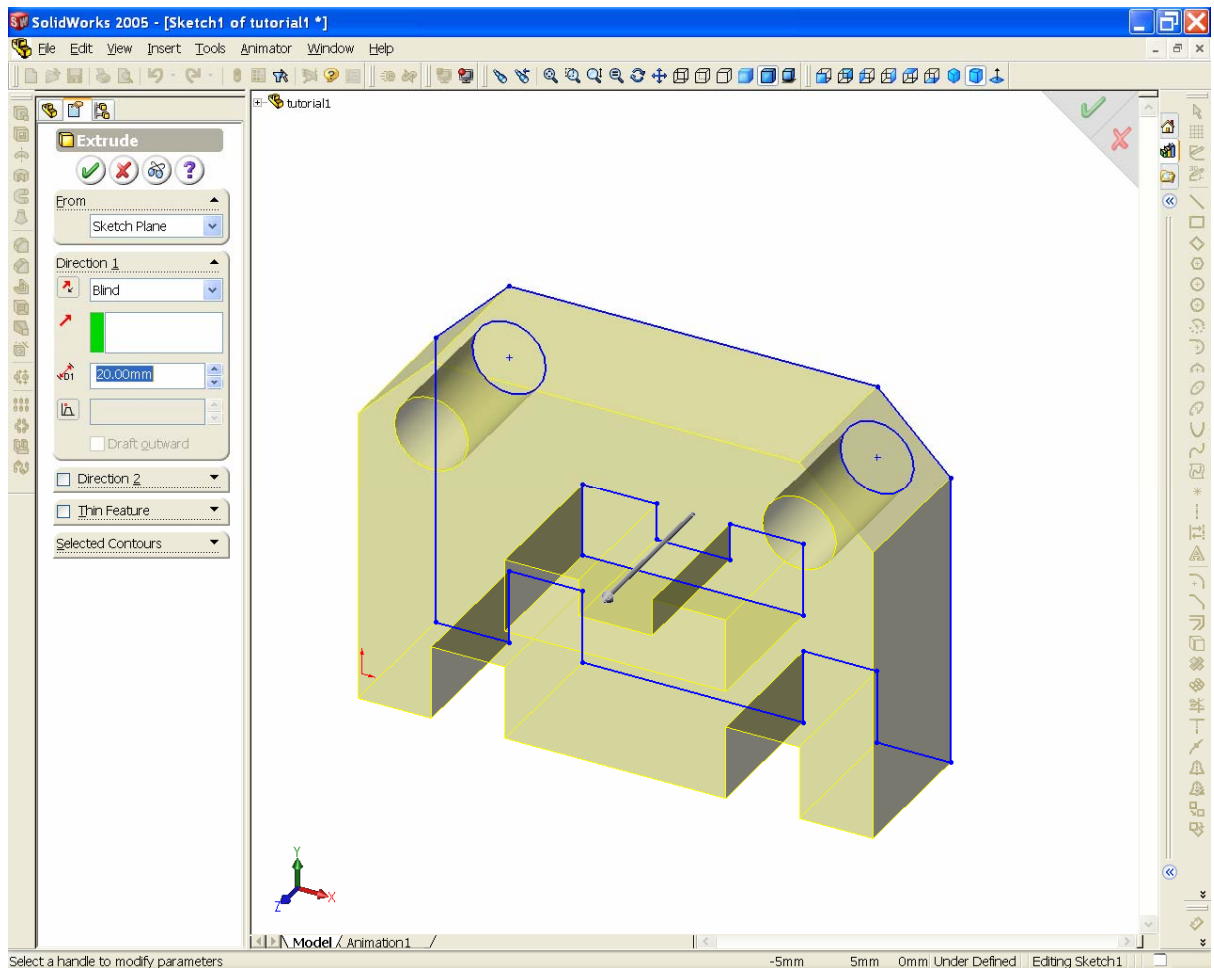 SolidWorks 2005 - [Sketch1 of tutorial1 *]
File Edit View Insert Tools Animator Window Help
tutorial1
Extrude
From
Sketch Plane
Direction 1
Blind
D1 20.00mm
Draft outward
Direction 2
Thin Feature
Selected Contours
Y
X
Z
Model Animation1
Select a handle to modify parameters -5mm 5mm 0mm Under Defined Editing Sketch1